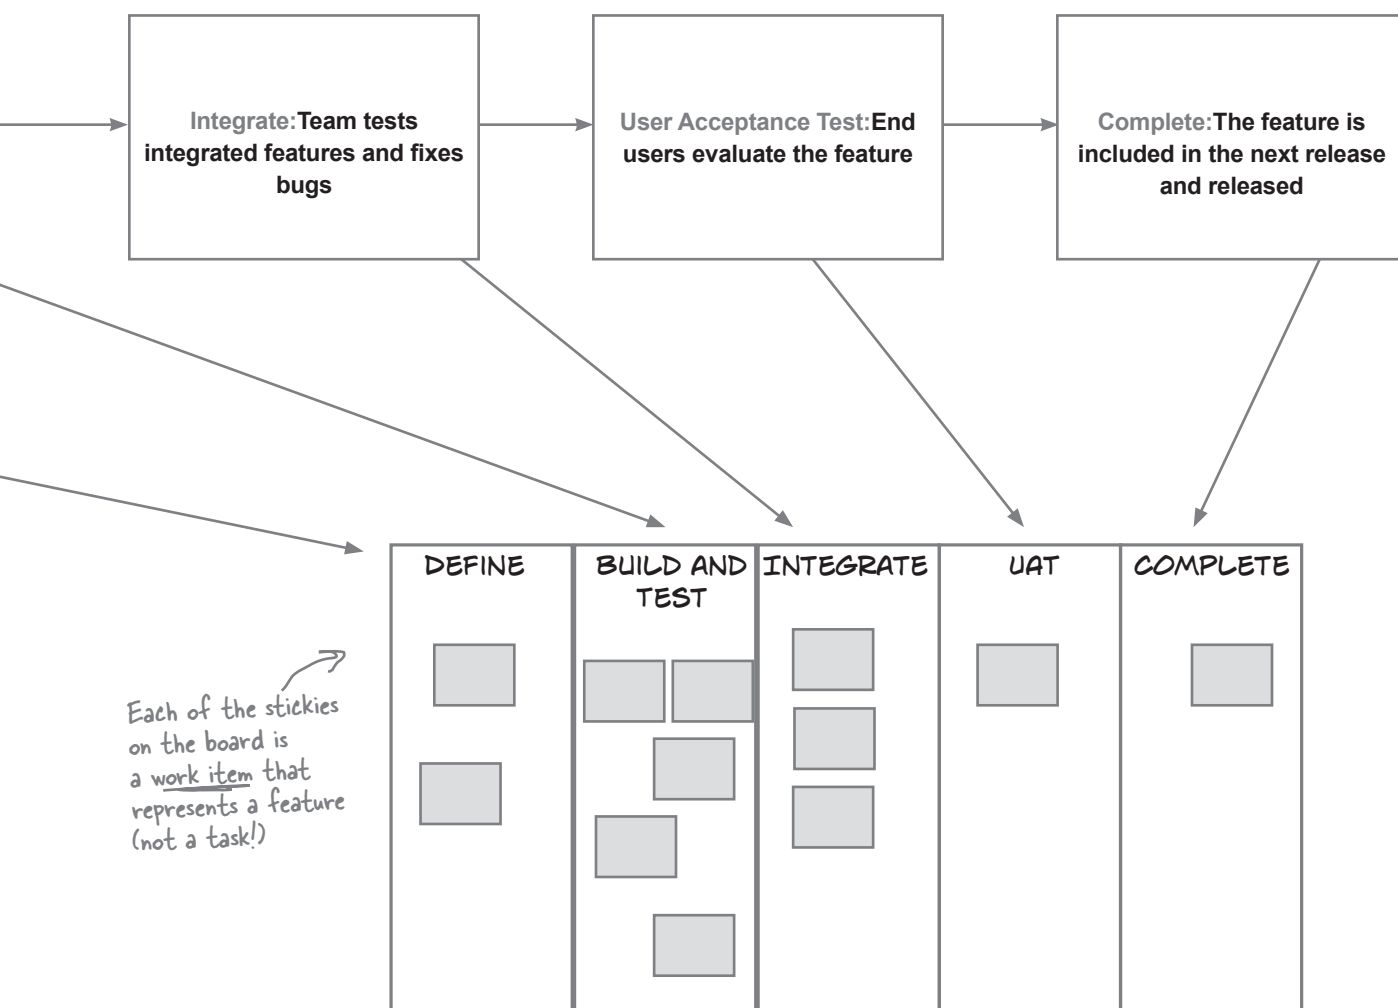 Integrate:Team tests
integrated features and fixes
bugs
User Acceptance Test:End
users evaluate the feature
Complete:The feature is
included in the next release
and released
DEFINE
BUILD AND
TEST
INTEGRATE
UAT
COMPLETE
Each of the stickies
on the board is
a work item that
represents a feature
(not a task!)